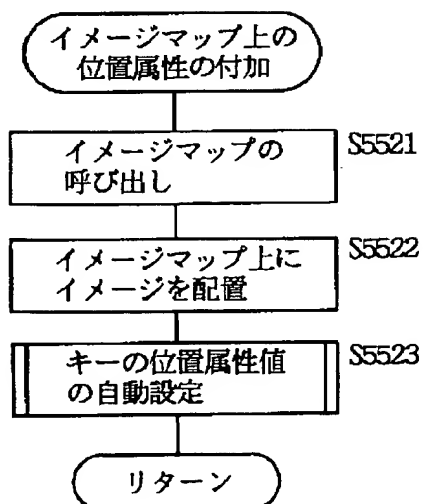 イメージマップ上の
位置属性の付加
イメージマップの
呼び出し
S5521
イメージマップ上に
イメージを配置
S5522
キーの位置属性値
の自動設定
S5523
リターン